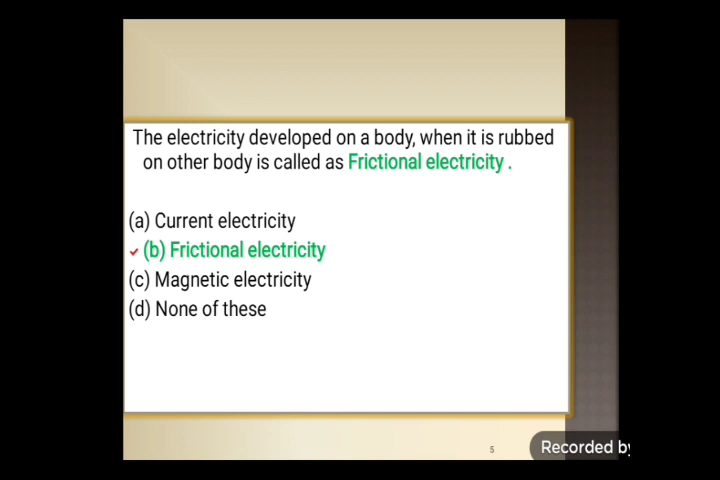 The electricity developed on a body, when it is rubbed
on other body is called as Frictional electricity .
(a) Current electricity
(b) Frictional electricity
(c) Magnetic electricity
(d) None of these
5
Recorded by